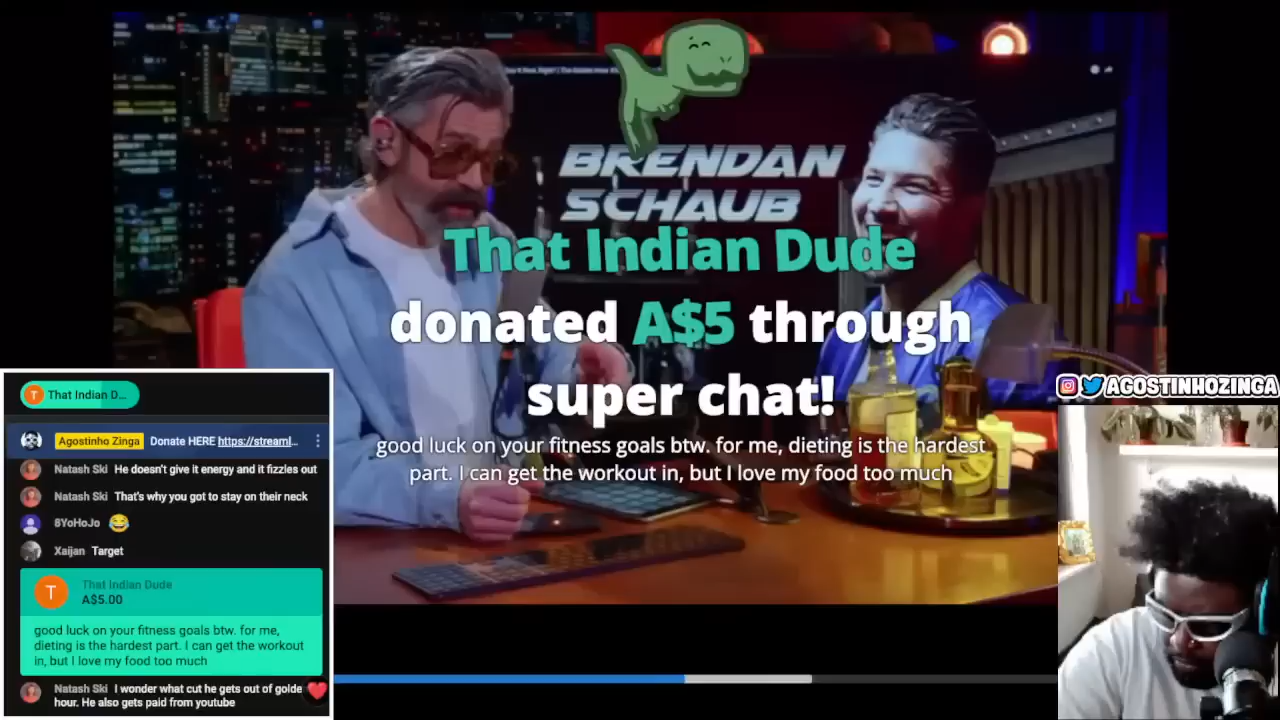 BRENDAN
SCHAUB
That Indian Dude
donated A$5 through
super chat!
good luck on your fitness goals btw. for me, dieting is the hardest
part. I can get the workout in, but I love my food too much
T That Indian D...
Agostinho Zinga Donate HERE https://streaml...
Natash Ski He doesn't give it energy and it fizzles out
Natash Ski That's why you got to stay on their neck
8YoHoJo 😂
Xaijan Target
T That Indian Dude
A$5.00
good luck on your fitness goals btw. for me,
dieting is the hardest part. I can get the workout
in, but I love my food too much
Natash Ski I wonder what cut he gets out of golde
hour. He also gets paid from youtube
AGOSTINHOZINGA